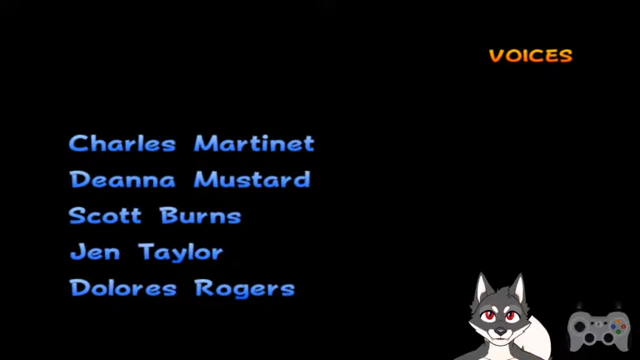 VOICES
Charles Martinet
Deanna Mustard
Scott Burns
Jen Taylor
Dolores Rogers